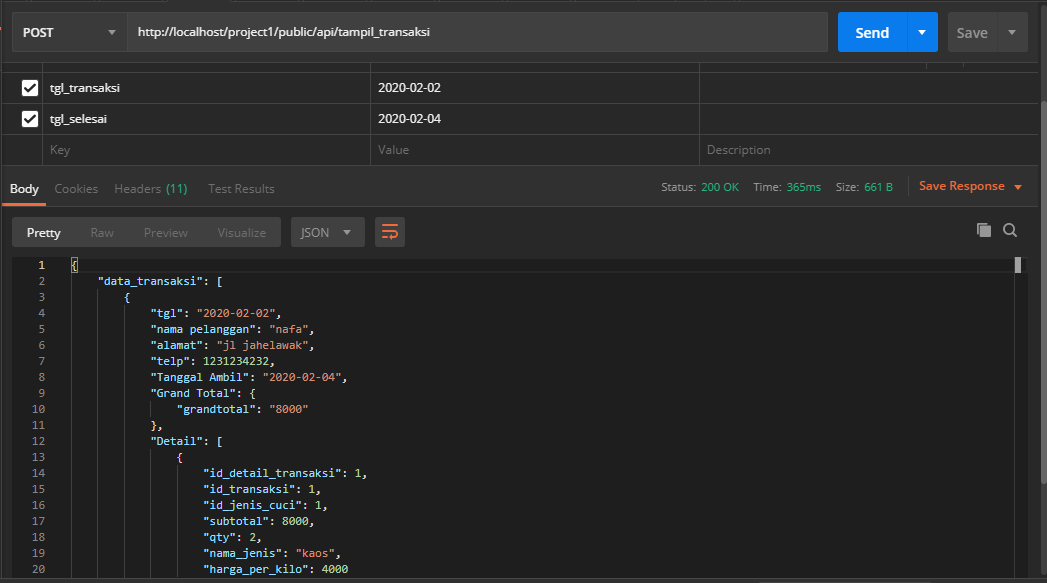 POST http://localhost/project1/public/api/tampil_transaksi Send Save
tgl_transaksi 2020-02-02
tgl_selesai 2020-02-04
Key Value Description
Body Cookies Headers (11) Test Results Status: 200 OK Time: 365ms Size: 661 B Save Response
Pretty Raw Preview Visualize JSON
1 {
2 "data_transaksi": [
3 {
4 "tgl": "2020-02-02",
5 "nama pelanggan": "nafa",
6 "alamat": "jl jahelawak",
7 "telp": 1231234232,
8 "Tanggal Ambil": "2020-02-04",
9 "Grand Total": {
10 "grandtotal": "8000"
11 },
12 "Detail": [
13 {
14 "id_detail_transaksi": 1,
15 "id_transaksi": 1,
16 "id_jenis_cuci": 1,
17 "subtotal": 8000,
18 "qty": 2,
19 "nama_jenis": "kaos",
20 "harga_per_kilo": 4000